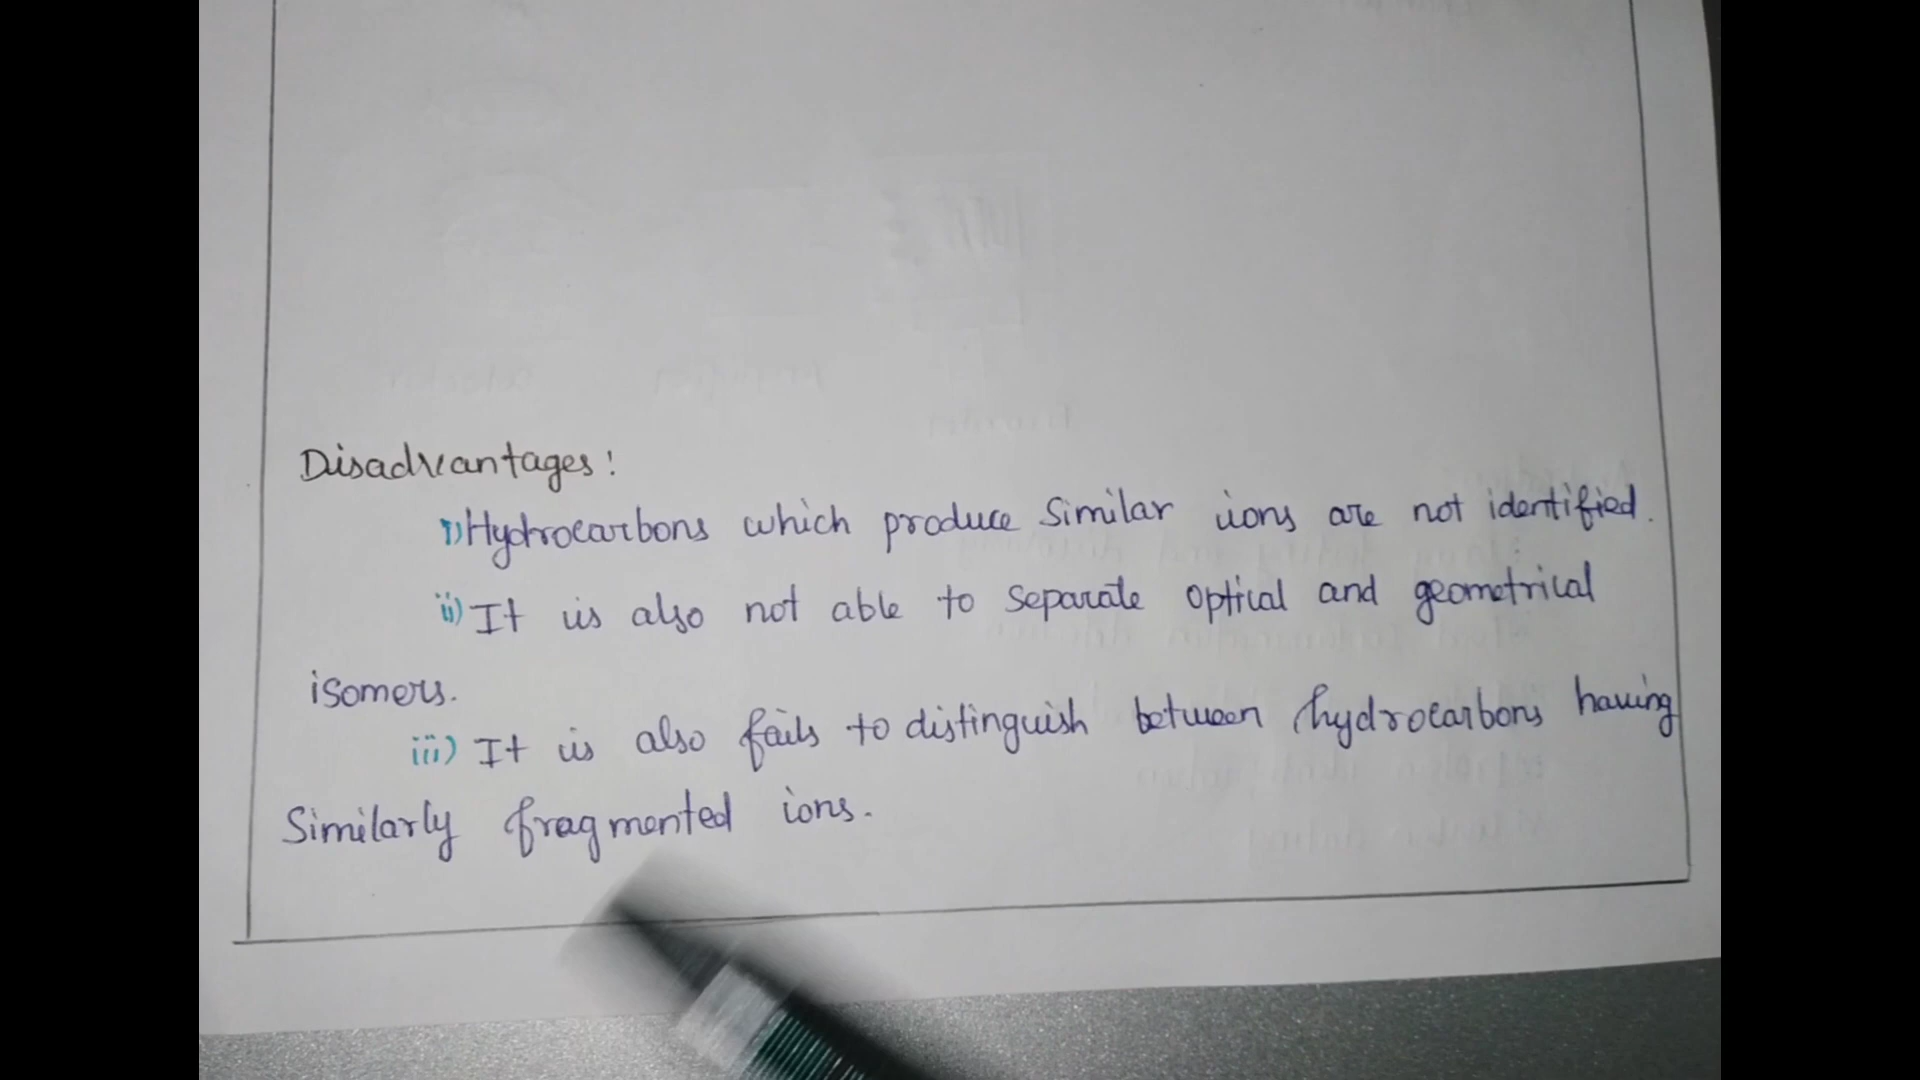 Disadvantages:
i) Hydrocarbons which produce similar ions are not identified.
ii) It is also not able to separate optical and geometrical
isomers.
iii) It is also fails to distinguish between hydrocarbons having
Similarly fragmented ions.